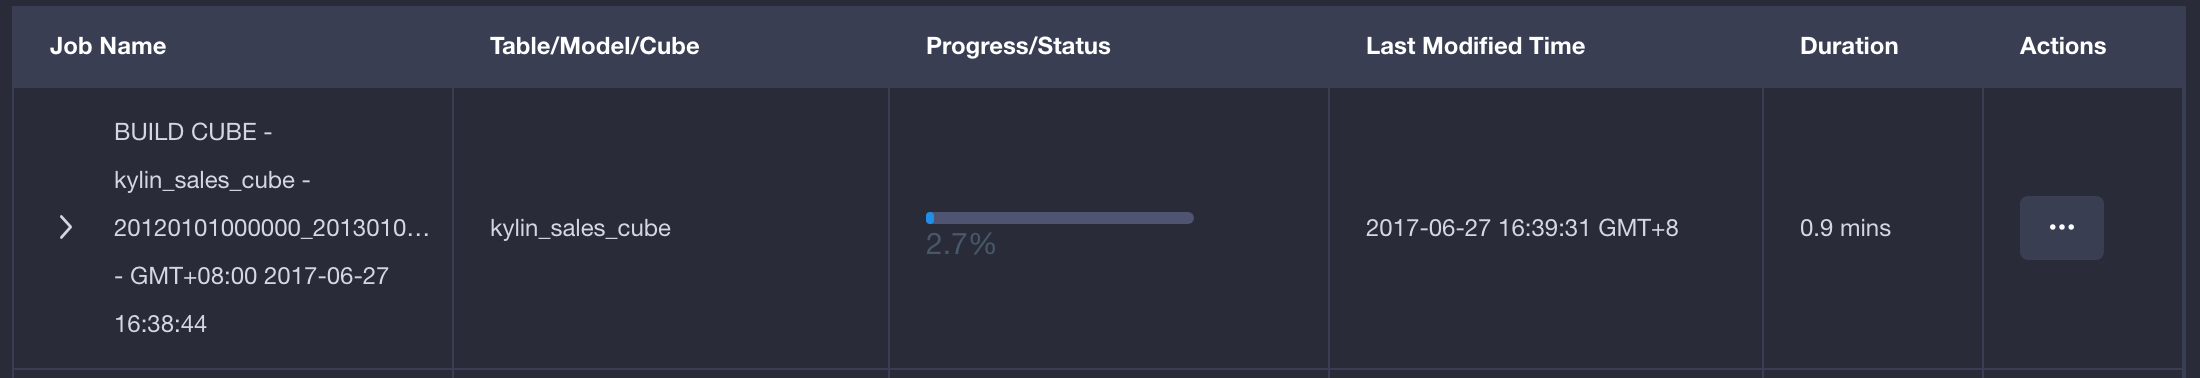 Job Name Table/Model/Cube Progress/Status Last Modified Time Duration Actions
BUILD CUBE -
kylin_sales_cube -
20120101000000_2013010...
- GMT+08:00 2017-06-27
16:38:44
kylin_sales_cube
2.7%
2017-06-27 16:39:31 GMT+8
0.9 mins